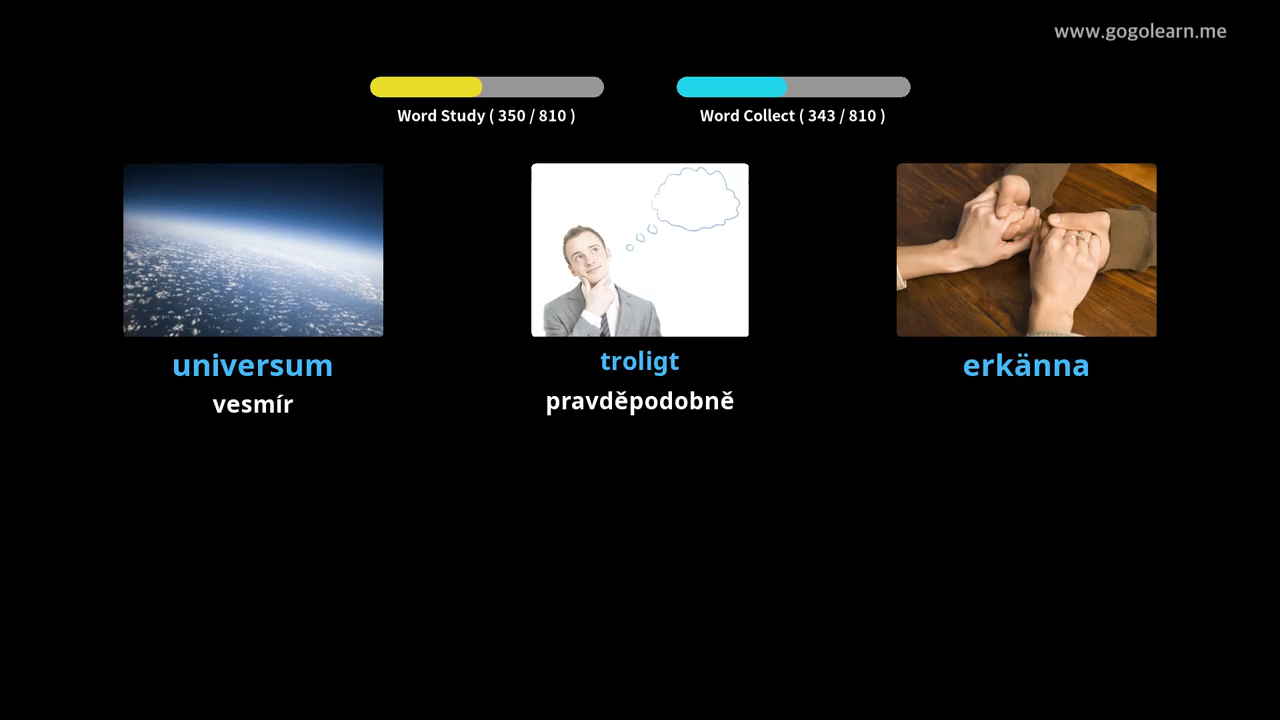 www.gogolearn.me
Word Study ( 350 / 810 )
Word Collect ( 343 / 810 )
universum
vesmír
troligt
pravděpodobně
erkänna